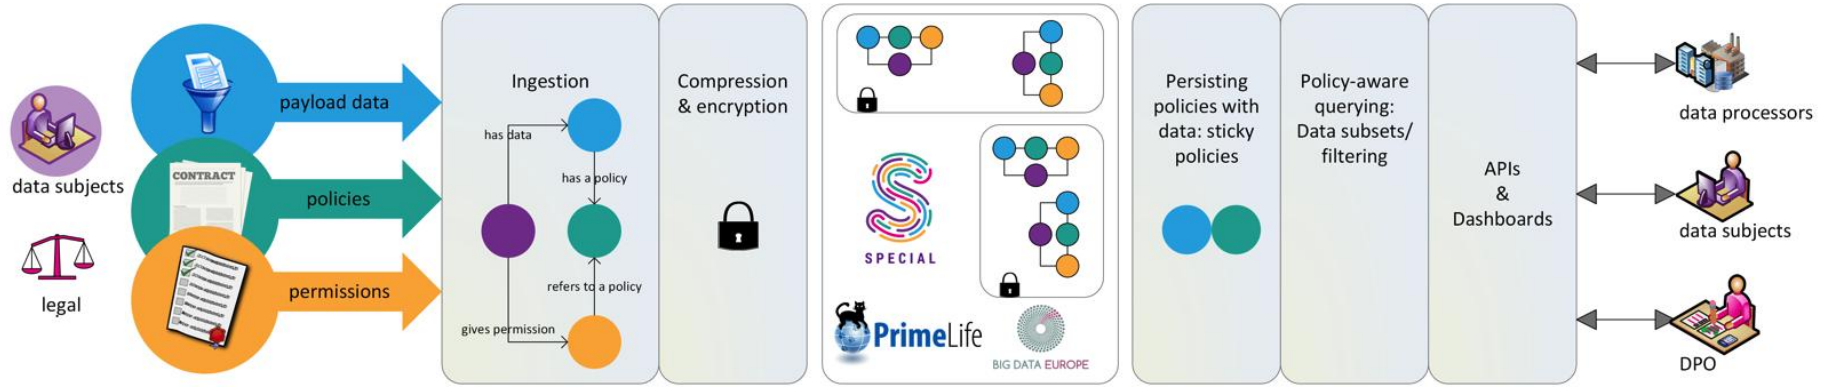 data subjects
legal
payload data
CONTRACT
policies
permissions
Ingestion
has data
has a policy
refers to a policy
gives permission
Compression
& encryption
SPECIAL
PrimeLife
BIG DATA EUROPE
Persisting
policies with
data: sticky
policies
Policy-aware
querying:
Data subsets/
filtering
APIs
&
Dashboards
data processors
data subjects
DPO